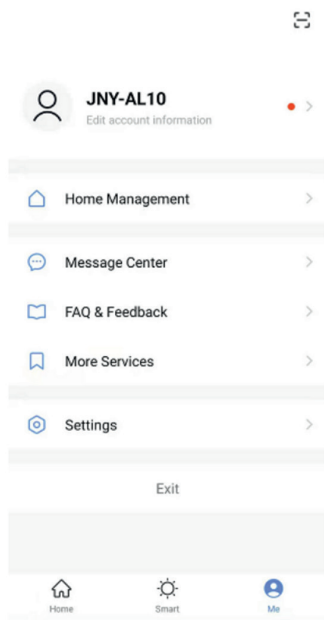 JNY-AL10
Edit account information
Home Management
Message Center
FAQ & Feedback
More Services
Settings
Exit
Home
Smart
Me